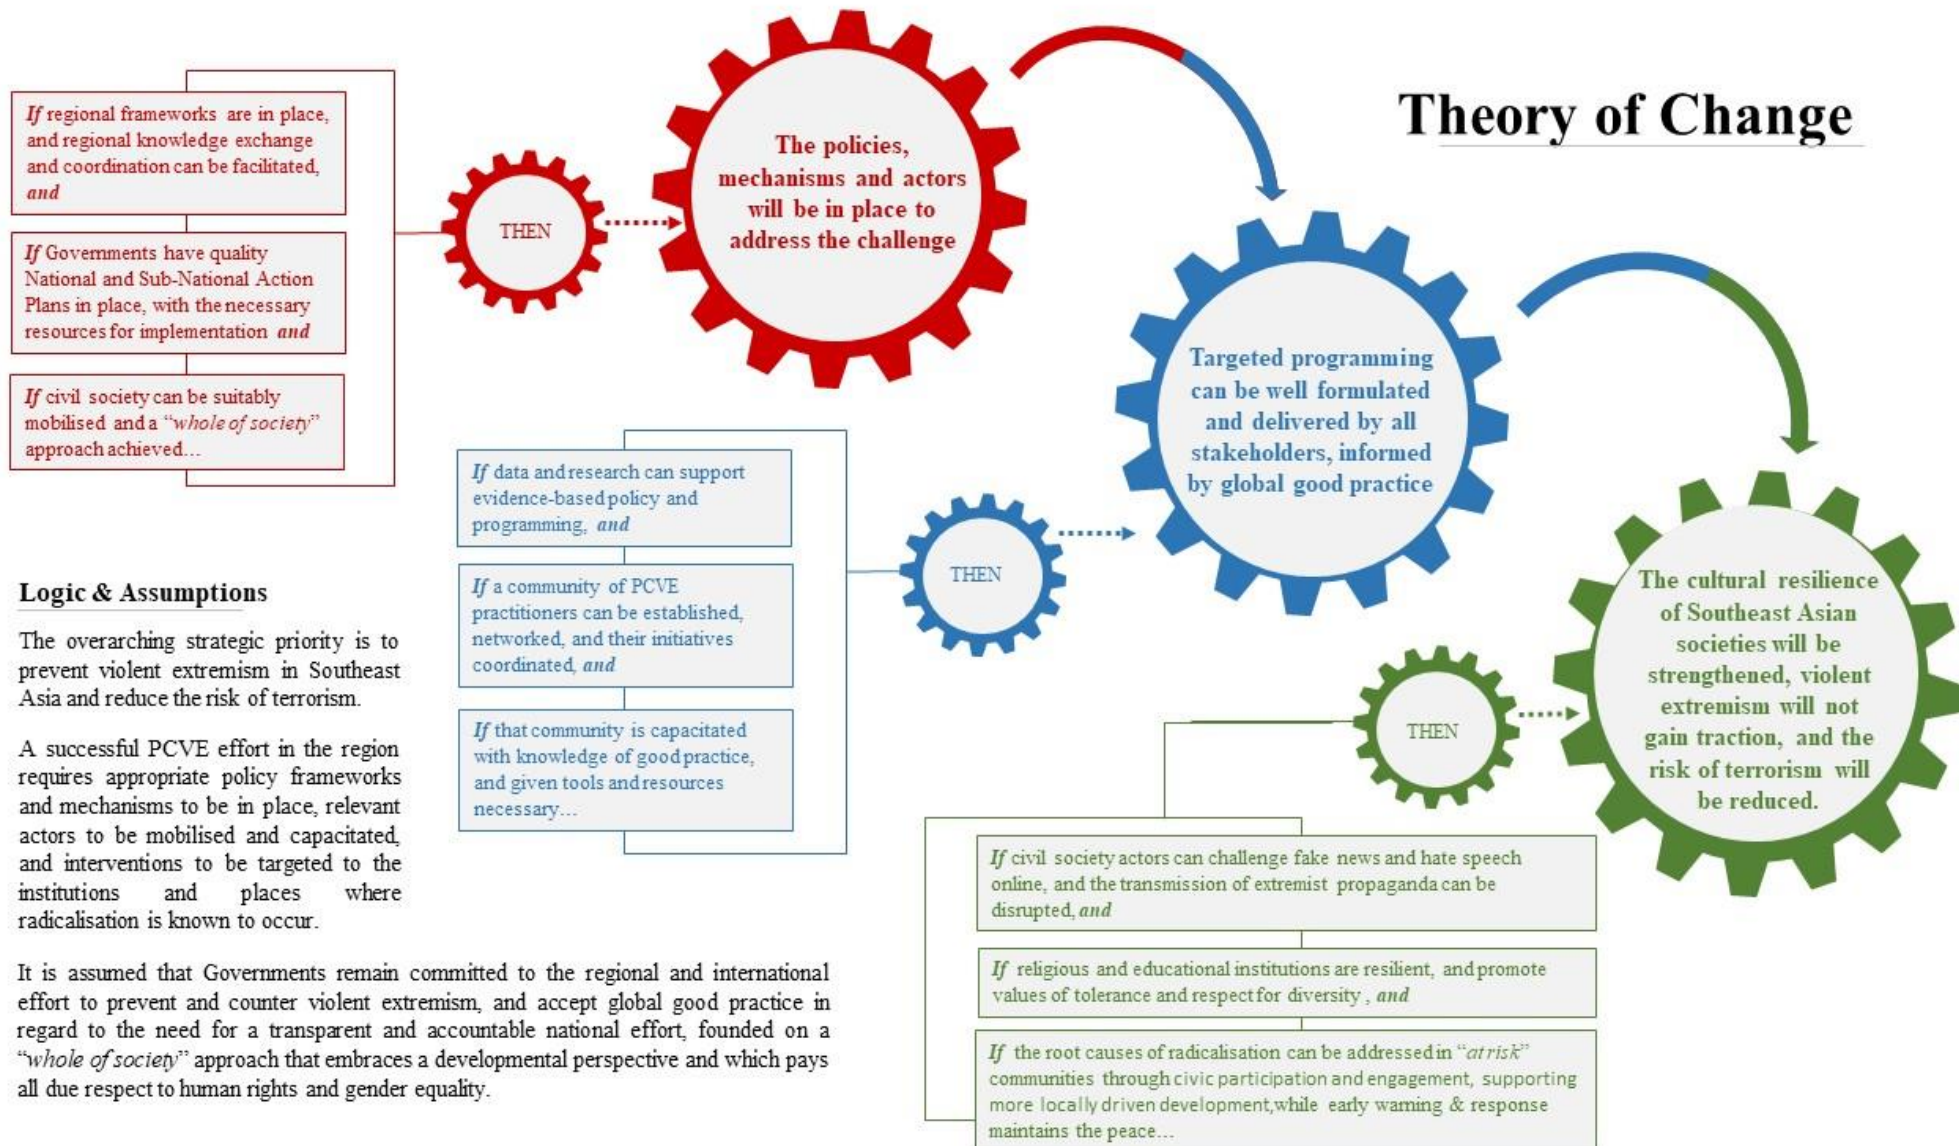 Theory of Change
If regional frameworks are in place,
and regional knowledge exchange
and coordination can be facilitated,
and
If Governments have quality
National and Sub-National Action
Plans in place, with the necessary
resources for implementation and
If civil society can be suitably
mobilised and a “whole of society”
approach achieved…
THEN
The policies,
mechanisms and actors
will be in place to
address the challenge
If data and research can support
evidence-based policy and
programming, and
If a community of PCVE
practitioners can be established,
networked, and their initiatives
coordinated, and
If that community is capacitated
with knowledge of good practice,
and given tools and resources
necessary…
THEN
Targeted programming
can be well formulated
and delivered by all
stakeholders, informed
by global good practice
If civil society actors can challenge fake news and hate speech
online, and the transmission of extremist propaganda can be
disrupted, and
If religious and educational institutions are resilient, and promote
values of tolerance and respect for diversity , and
If the root causes of radicalisation can be addressed in “at risk”
communities through civic participation and engagement, supporting
more locally driven development,while early warning & response
maintains the peace…
THEN
The cultural resilience
of Southeast Asian
societies will be
strengthened, violent
extremism will not
gain traction, and the
risk of terrorism will
be reduced.
Logic & Assumptions
The overarching strategic priority is to
prevent violent extremism in Southeast
Asia and reduce the risk of terrorism.
A successful PCVE effort in the region
requires appropriate policy frameworks
and mechanisms to be in place, relevant
actors to be mobilised and capacitated,
and interventions to be targeted to the
institutions and places where
radicalisation is known to occur.
It is assumed that Governments remain committed to the regional and international
effort to prevent and counter violent extremism, and accept global good practice in
regard to the need for a transparent and accountable national effort, founded on a
“whole of society” approach that embraces a developmental perspective and which pays
all due respect to human rights and gender equality.